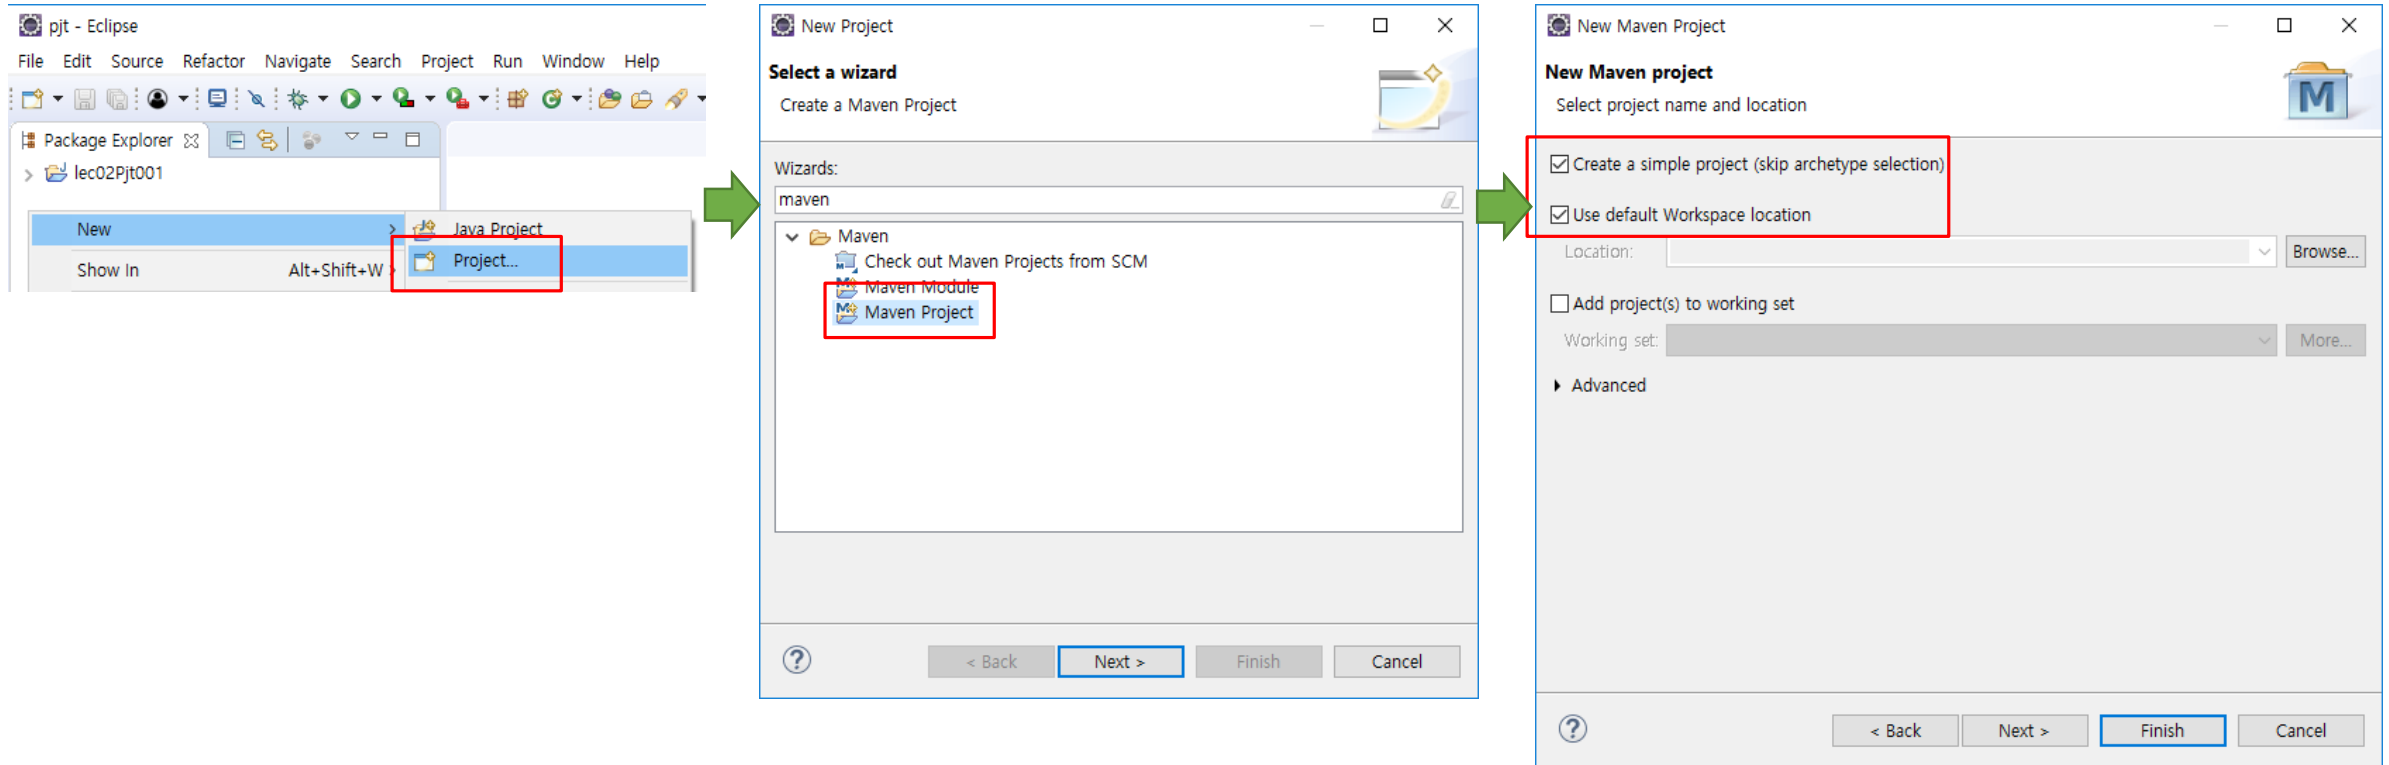 pjt - Eclipse
File Edit Source Refactor Navigate Search Project Run Window Help
Package Explorer
lec02Pjt001
New
Java Project
Project...
Show In Alt+Shift+W
New Project
Select a wizard
Create a Maven Project
Wizards:
maven
Maven
Check out Maven Projects from SCM
Maven Module
Maven Project
< Back Next > Finish Cancel
New Maven Project
New Maven project
Select project name and location
Create a simple project (skip archetype selection)
Use default Workspace location
Location: Browse...
Add project(s) to working set
Working set: More...
Advanced
< Back Next > Finish Cancel